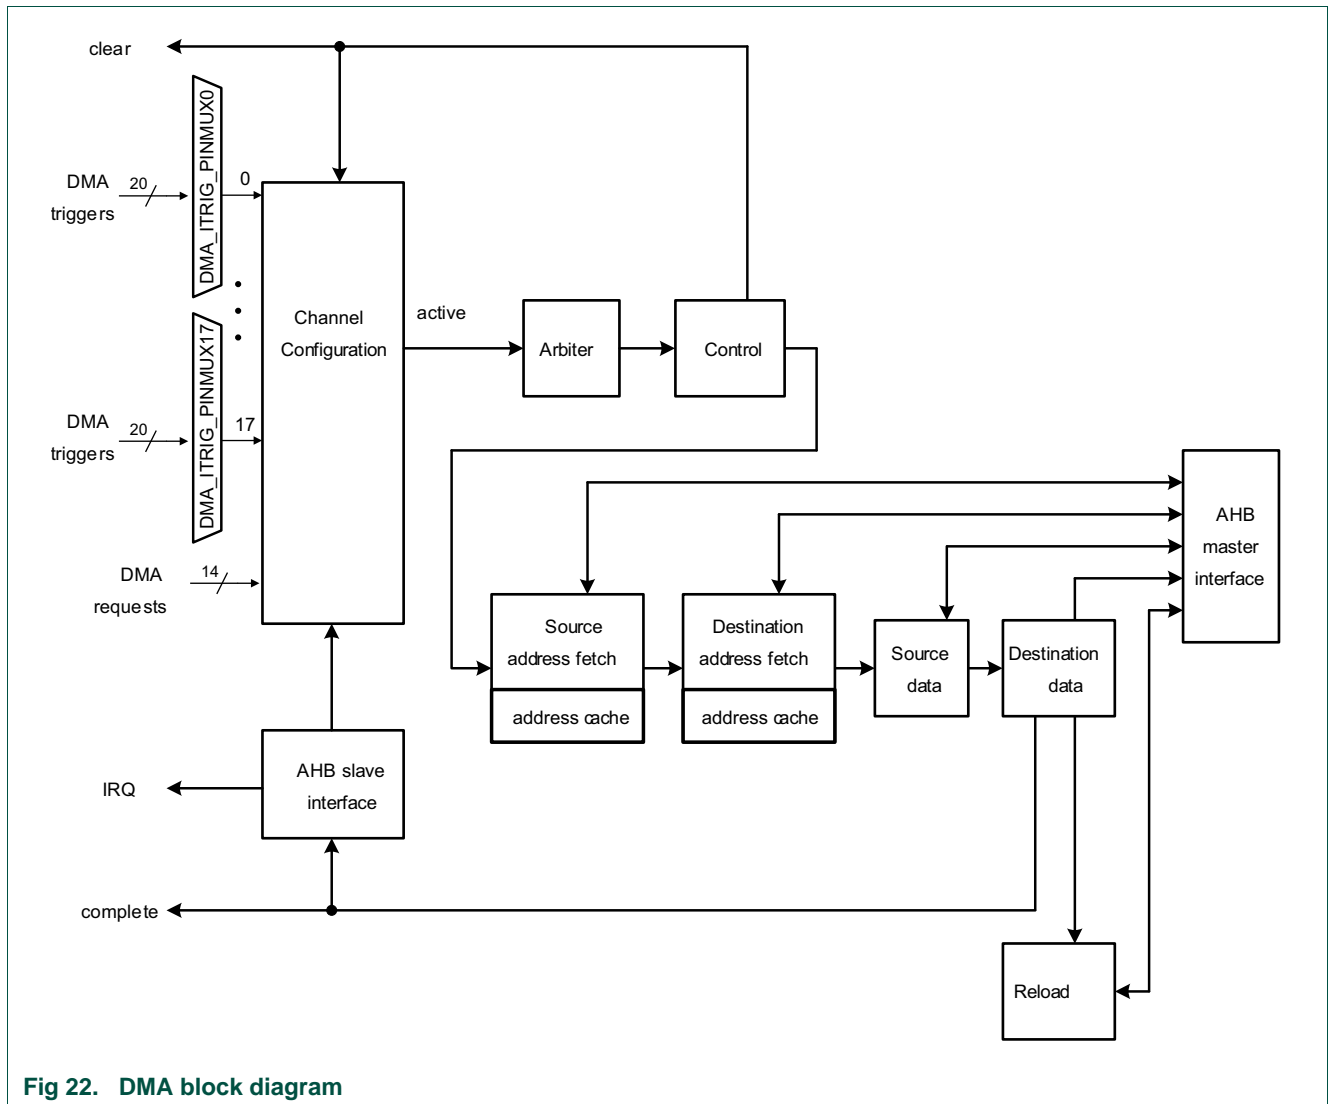 clear
DMA_ITRIG_PINMUX0
DMA
triggers
20
0
Channel
Configuration
active
Arbiter
Control
DMA_ITRIG_PINMUX17
DMA
triggers
20
17
DMA
requests
14
AHB
master
interface
Source
address fetch
address cache
Destination
address fetch
address cache
Source
data
Destination
data
AHB slave
interface
IRQ
complete
Reload
Fig 22. DMA block diagram